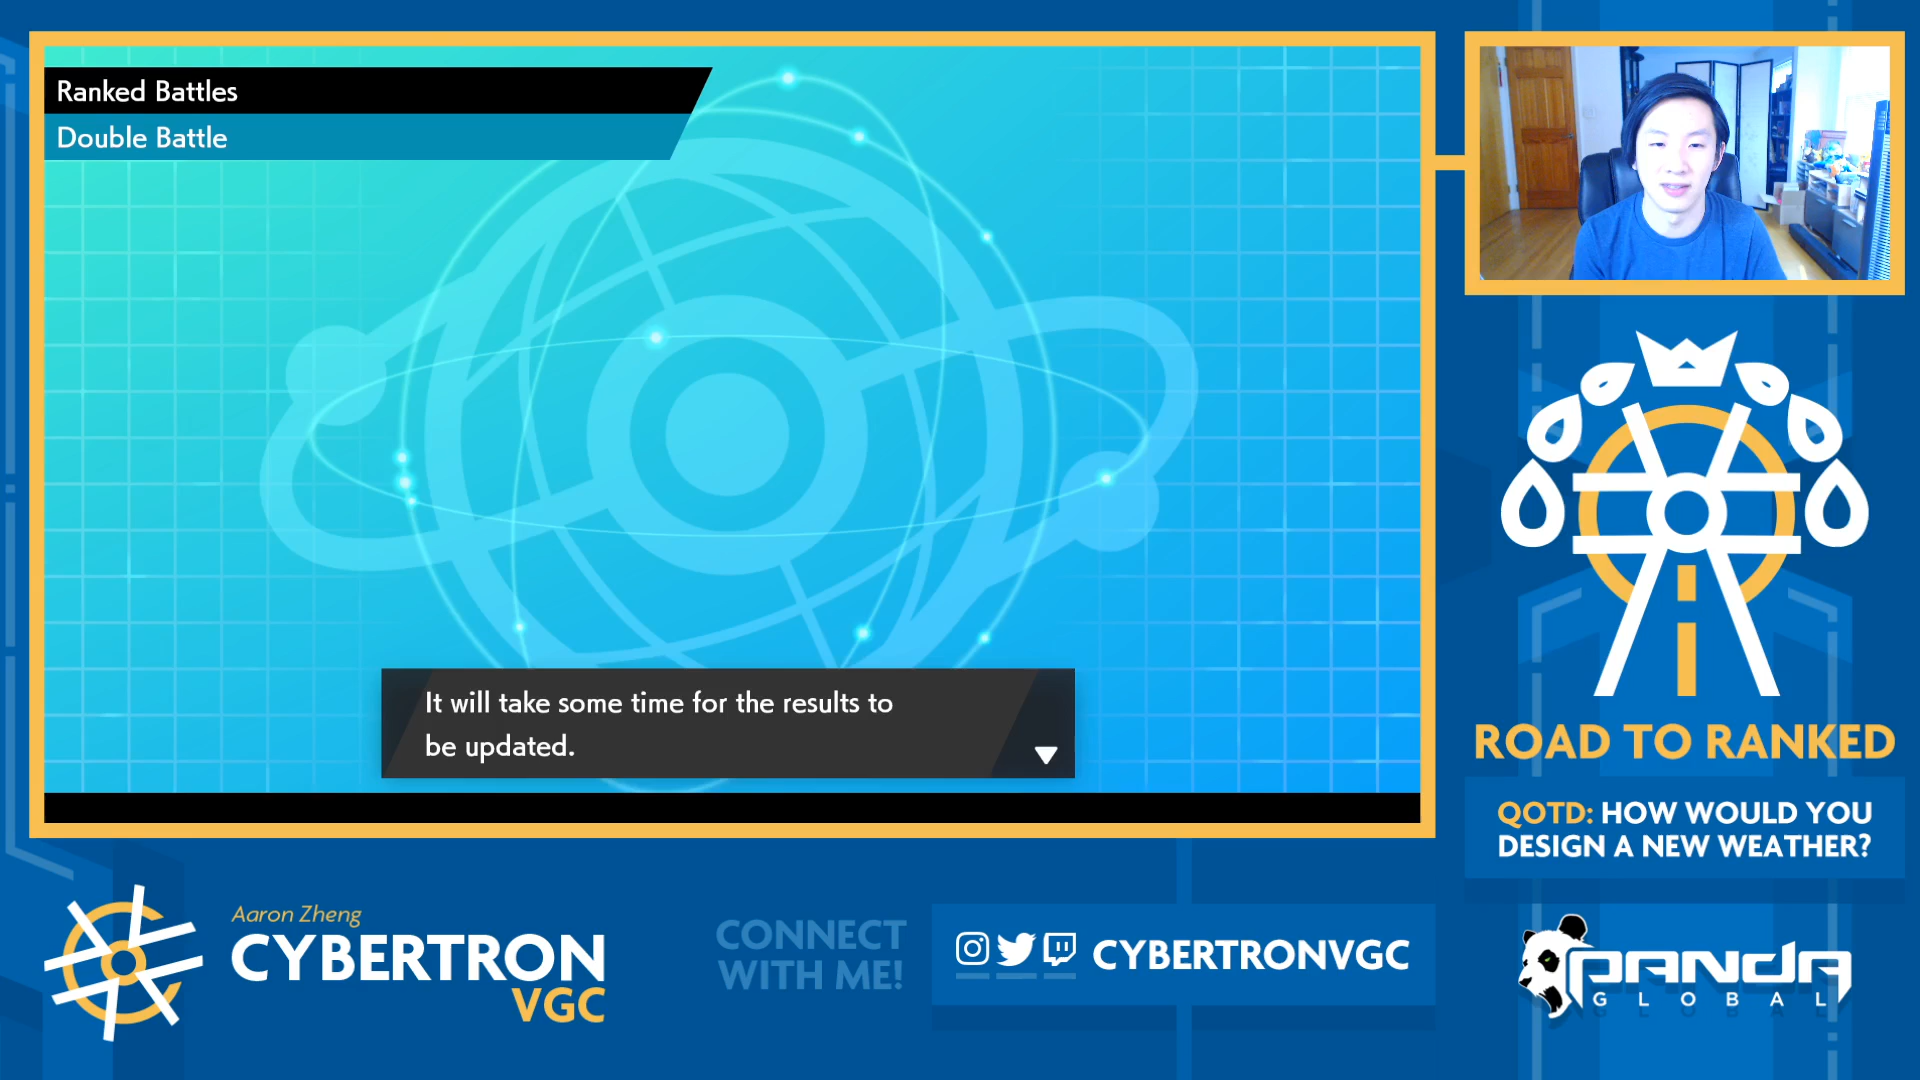 Ranked Battles
Double Battle
It will take some time for the results to
be updated.
ROAD TO RANKED
QOTD: HOW WOULD YOU
DESIGN A NEW WEATHER?
Aaron Zheng
CYBERTRON
VGC
CONNECT
WITH ME!
CYBERTRONVGC
PANDA
GLOBAL